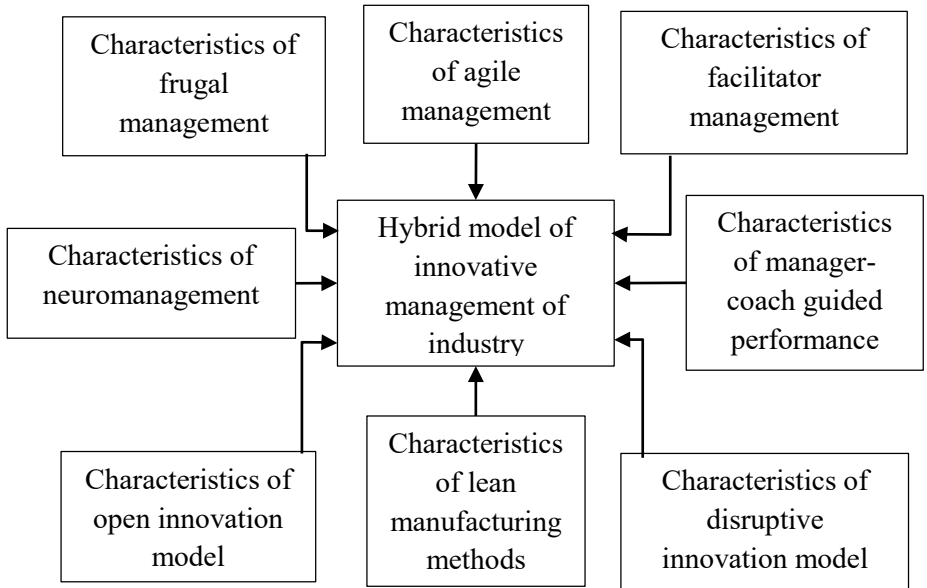 Characteristics of
frugal
management
Characteristics
of agile
management
Characteristics of
facilitator
management
Characteristics of
neuromanagement
Hybrid model of
innovative
management of
industry
Characteristics
of manager-
coach guided
performance
Characteristics of
open innovation
model
Characteristics
of lean
manufacturing
methods
Characteristics of
disruptive
innovation model